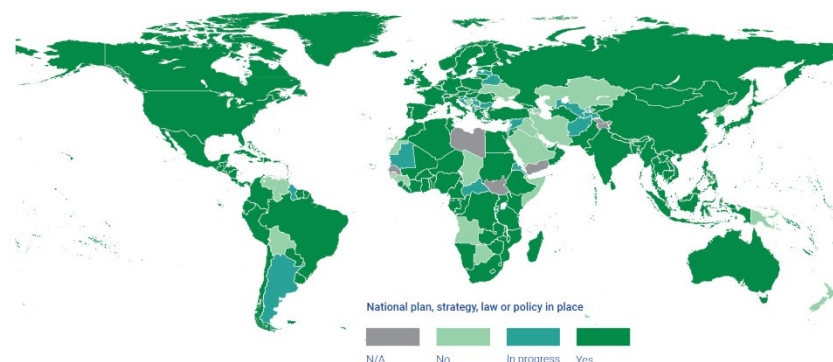 National plan, strategy, law or policy in place
N/A No In progress Yes